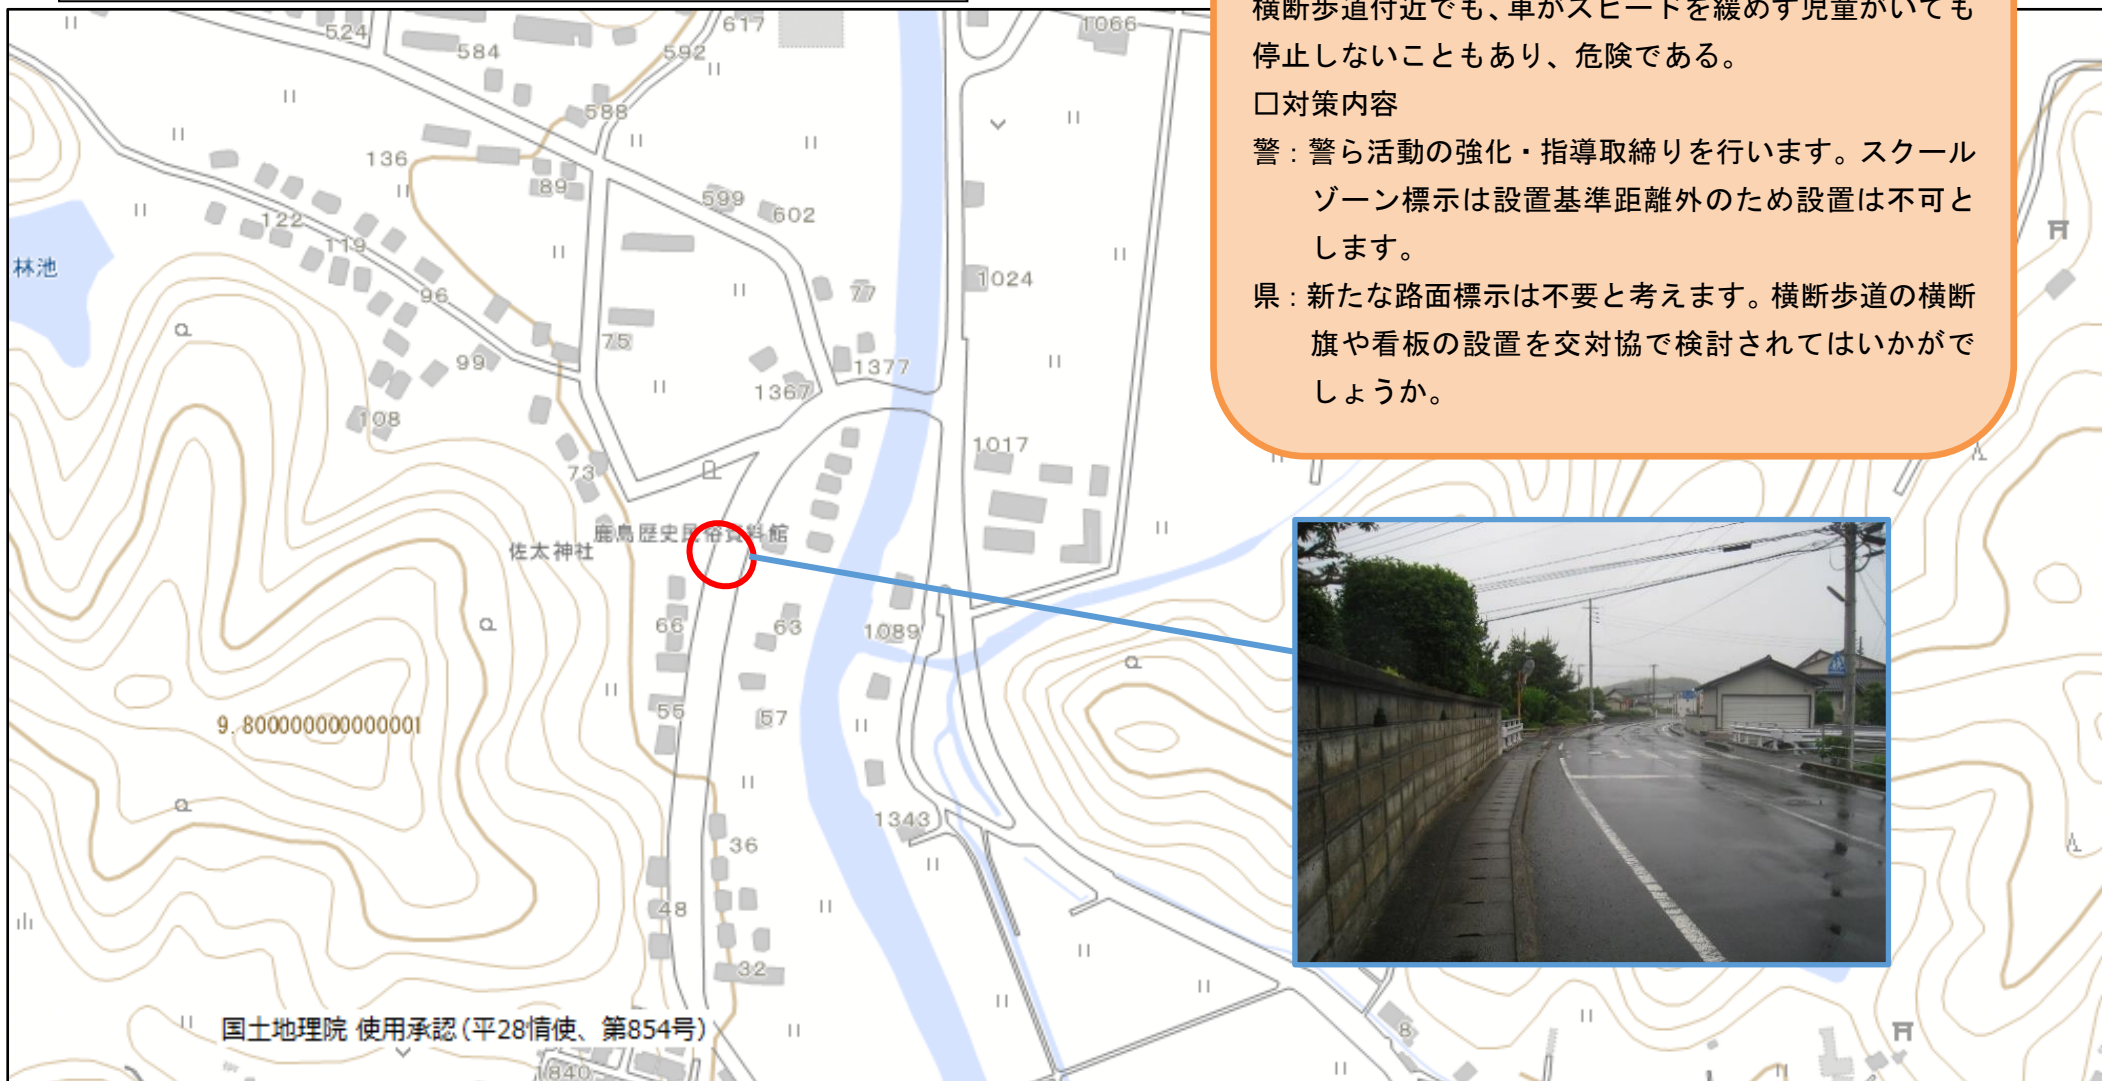 横断歩道付近でも、車がスピードを緩めず児童がいても
停止しないこともあり、危険である。
□対策内容
警：警ら活動の強化・指導取締りを行います。スクール
ゾーン標示は設置基準距離外のため設置は不可と
します。
県：新たな路面標示は不要と考えます。横断歩道の横断
旗や看板の設置を交対協で検討されてはいかがで
しょうか。
524
584
592
617
1066
588
136
89
599
602
122
119
林池
96
77
1024
75
99
1377
1367
108
1017
73
鹿島歴史民俗資料館
佐太神社
66
63
1089
55
57
9.800000000000001
1343
36
48
32
国土地理院 使用承認（平28情使、第854号）
8
1840